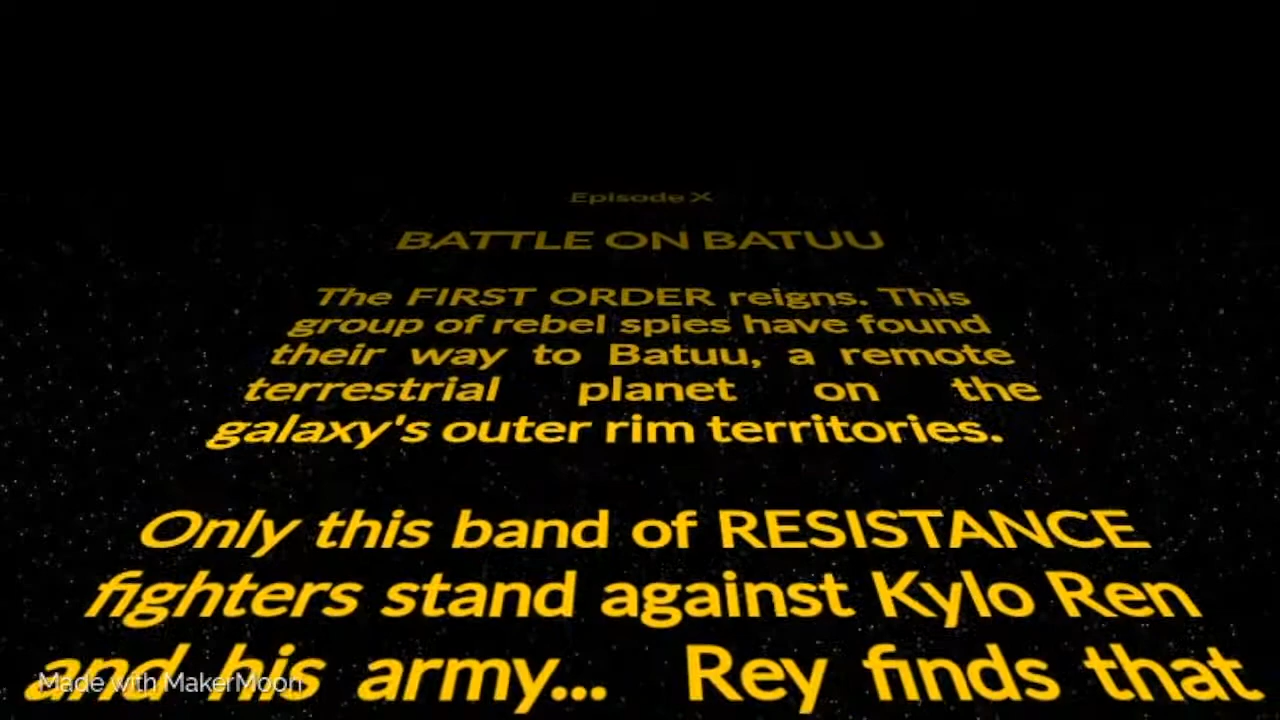 Episode X
BATTLE ON BATUU
The FIRST ORDER reigns. This
group of rebel spies have found
their way to Batuu, a remote
terrestrial planet on the
galaxy's outer rim territories.
Only this band of RESISTANCE
fighters stand against Kylo Ren
and his army... Rey finds that
Made with MakerMoon